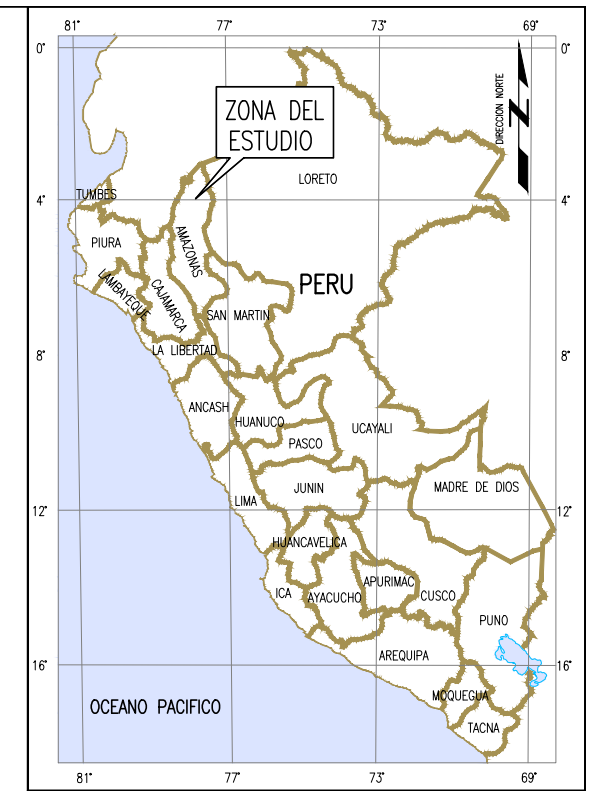 81°
77°
73°
69°
0°
0°
DIRECCION NORTE
N
ZONA DEL
ESTUDIO
LORETO
TUMBES
4°
4°
PIURA
AMAZONAS
LAMBAYEQUE
CAJAMARCA
PERU
SAN MARTIN
LA LIBERTAD
8°
8°
ANCASH
HUANUCO
UCAYALI
PASCO
JUNIN
MADRE DE DIOS
LIMA
12°
12°
HUANCAVELICA
APURIMAC
ICA
AYACUCHO
CUSCO
PUNO
AREQUIPA
16°
16°
MOQUEGUA
OCEANO PACIFICO
TACNA
81°
77°
73°
69°